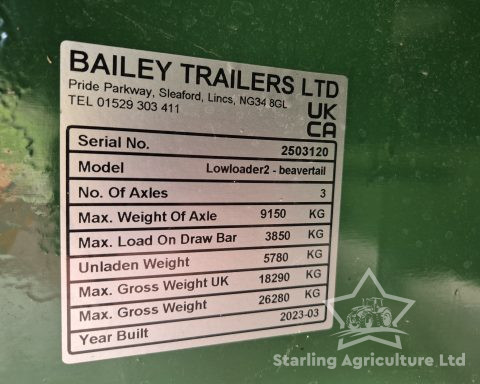 BAILEY TRAILERS LTD
Pride Parkway, Sleaford, Lincs, NG34 8GL
TEL 01529 303 411
UK
CA
Serial No. 2503120
Model Lowloader2 - beavertail
No. Of Axles 3
Max. Weight Of Axle 9150 KG
Max. Load On Draw Bar 3850 KG
Unladen Weight 5780 KG
Max. Gross Weight UK 18290 KG
Max. Gross Weight 26280 KG
Year Built 2023-03
Starling Agriculture Ltd